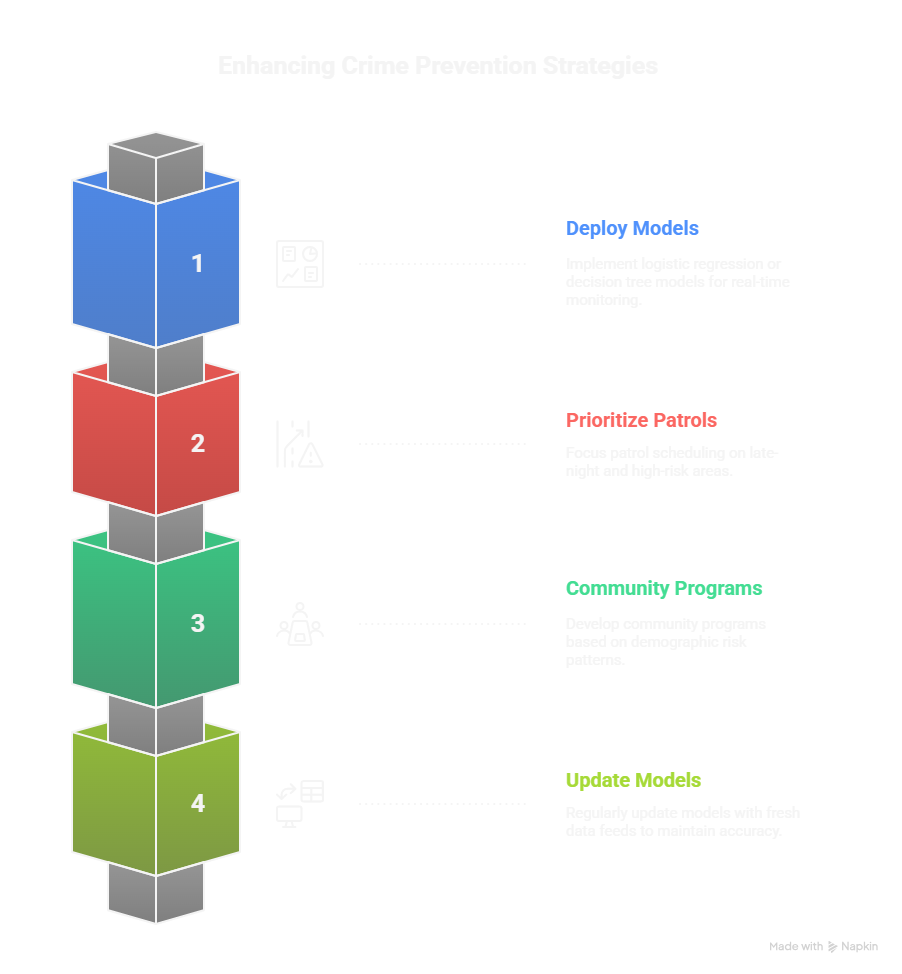 Enhancing Crime Prevention Strategies
1
Deploy Models
Implement logistic regression or
decision tree models for real-time
monitoring.
2
Prioritize Patrols
Focus patrol scheduling on late-
night and high-risk areas.
3
Community Programs
Develop community programs
based on demographic risk
patterns.
4
Update Models
Regularly update models with fresh
data feeds to maintain accuracy.
Made with Napkin